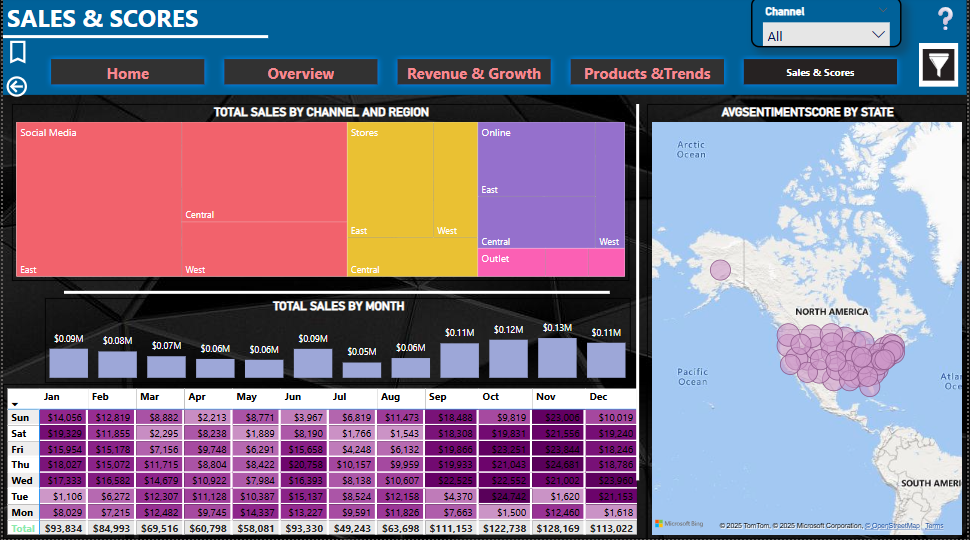 SALES & SCORES
Channel
All
?
Home
Overview
Revenue & Growth
Products &Trends
Sales & Scores
TOTAL SALES BY CHANNEL AND REGION
Social Media
Stores
Online
East
Central
East
West
Central
West
Outlet
East
West
Central
TOTAL SALES BY MONTH
$0.09M $0.08M $0.07M $0.06M $0.06M $0.09M $0.05M $0.06M $0.11M $0.12M $0.13M $0.11M
Jan Feb Mar Apr May Jun Jul Aug Sep Oct Nov Dec
Sun $14,056 $12,819 $8,882 $2,213 $8,771 $3,967 $6,819 $11,473 $18,488 $9,819 $23,006 $10,019
Sat $19,329 $11,855 $2,295 $8,238 $1,889 $8,190 $1,766 $1,543 $18,308 $19,831 $21,556 $19,240
Fri $15,954 $15,178 $7,156 $9,748 $6,291 $15,658 $4,248 $6,132 $19,866 $23,251 $23,844 $18,246
Thu $18,027 $15,072 $11,715 $8,804 $8,422 $20,758 $10,157 $9,959 $19,933 $21,043 $24,681 $18,786
Wed $17,333 $16,582 $14,679 $10,922 $7,984 $16,393 $8,138 $10,607 $22,525 $22,552 $21,002 $23,960
Tue $1,106 $6,272 $12,307 $11,128 $10,387 $15,137 $8,524 $12,158 $4,370 $24,742 $1,620 $21,153
Mon $8,029 $7,215 $12,482 $9,745 $14,337 $13,227 $9,591 $11,826 $7,663 $1,500 $12,460 $1,618
Total $93,834 $84,993 $69,516 $60,798 $58,081 $93,330 $49,243 $63,698 $111,153 $122,738 $128,169 $113,022
AVGSENTIMENTSCORE BY STATE
Arctic
Ocean
NORTH AMERICA
Pacific
Ocean
Atla
Oce
SOUTH AMERI
Microsoft Bing
© 2025 TomTom, © 2025 Microsoft Corporation, © OpenStreetMap Terms